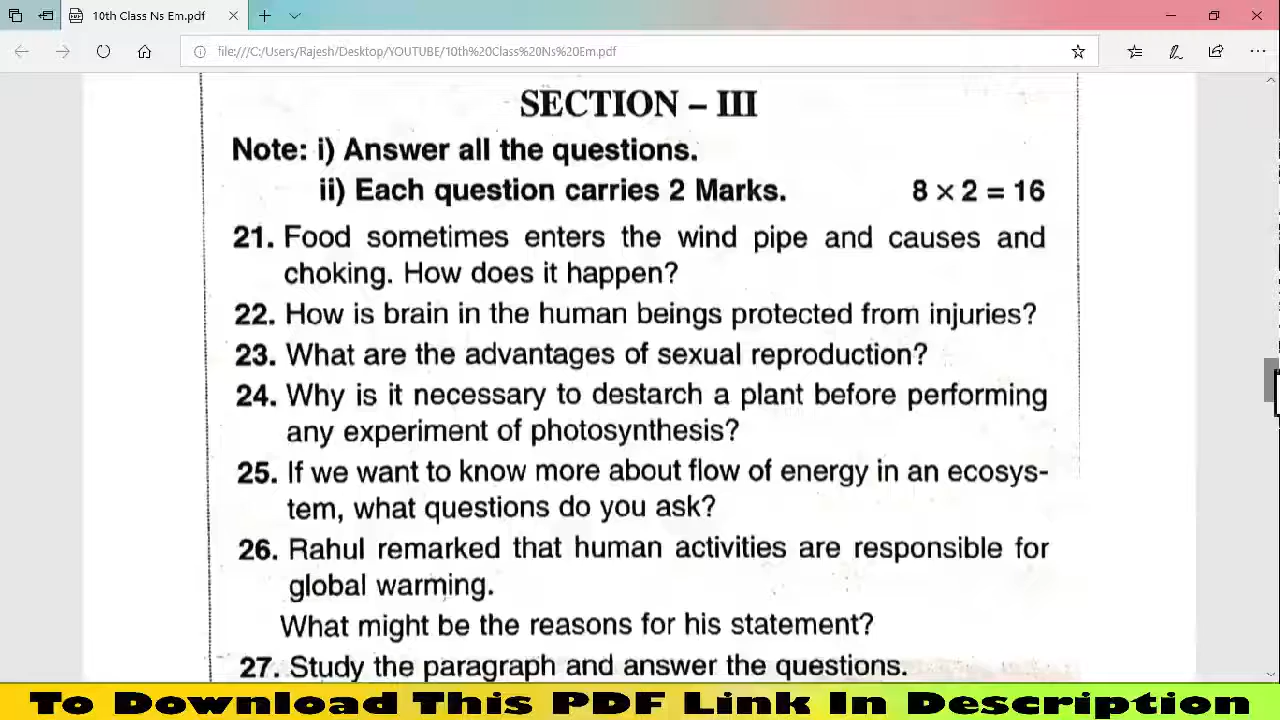 10th Class Ns Em.pdf
file:///C:/Users/Rajesh/Desktop/YOUTUBE/10th%20Class%20Ns%20Em.pdf
SECTION – III
Note: i) Answer all the questions.
ii) Each question carries 2 Marks. 8 × 2 = 16
21. Food sometimes enters the wind pipe and causes and
choking. How does it happen?
22. How is brain in the human beings protected from injuries?
23. What are the advantages of sexual reproduction?
24. Why is it necessary to destarch a plant before performing
any experiment of photosynthesis?
25. If we want to know more about flow of energy in an ecosys-
tem, what questions do you ask?
26. Rahul remarked that human activities are responsible for
global warming.
What might be the reasons for his statement?
27. Study the paragraph and answer the questions.
To Download This PDF Link In Description